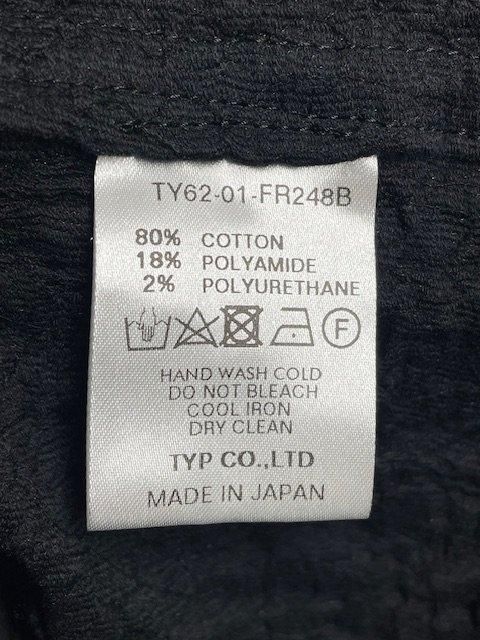 TY62-01-FR248B
80% COTTON
18% POLYAMIDE
2% POLYURETHANE
F
HAND WASH COLD
DO NOT BLEACH
COOL IRON
DRY CLEAN
TYP CO.,LTD
MADE IN JAPAN